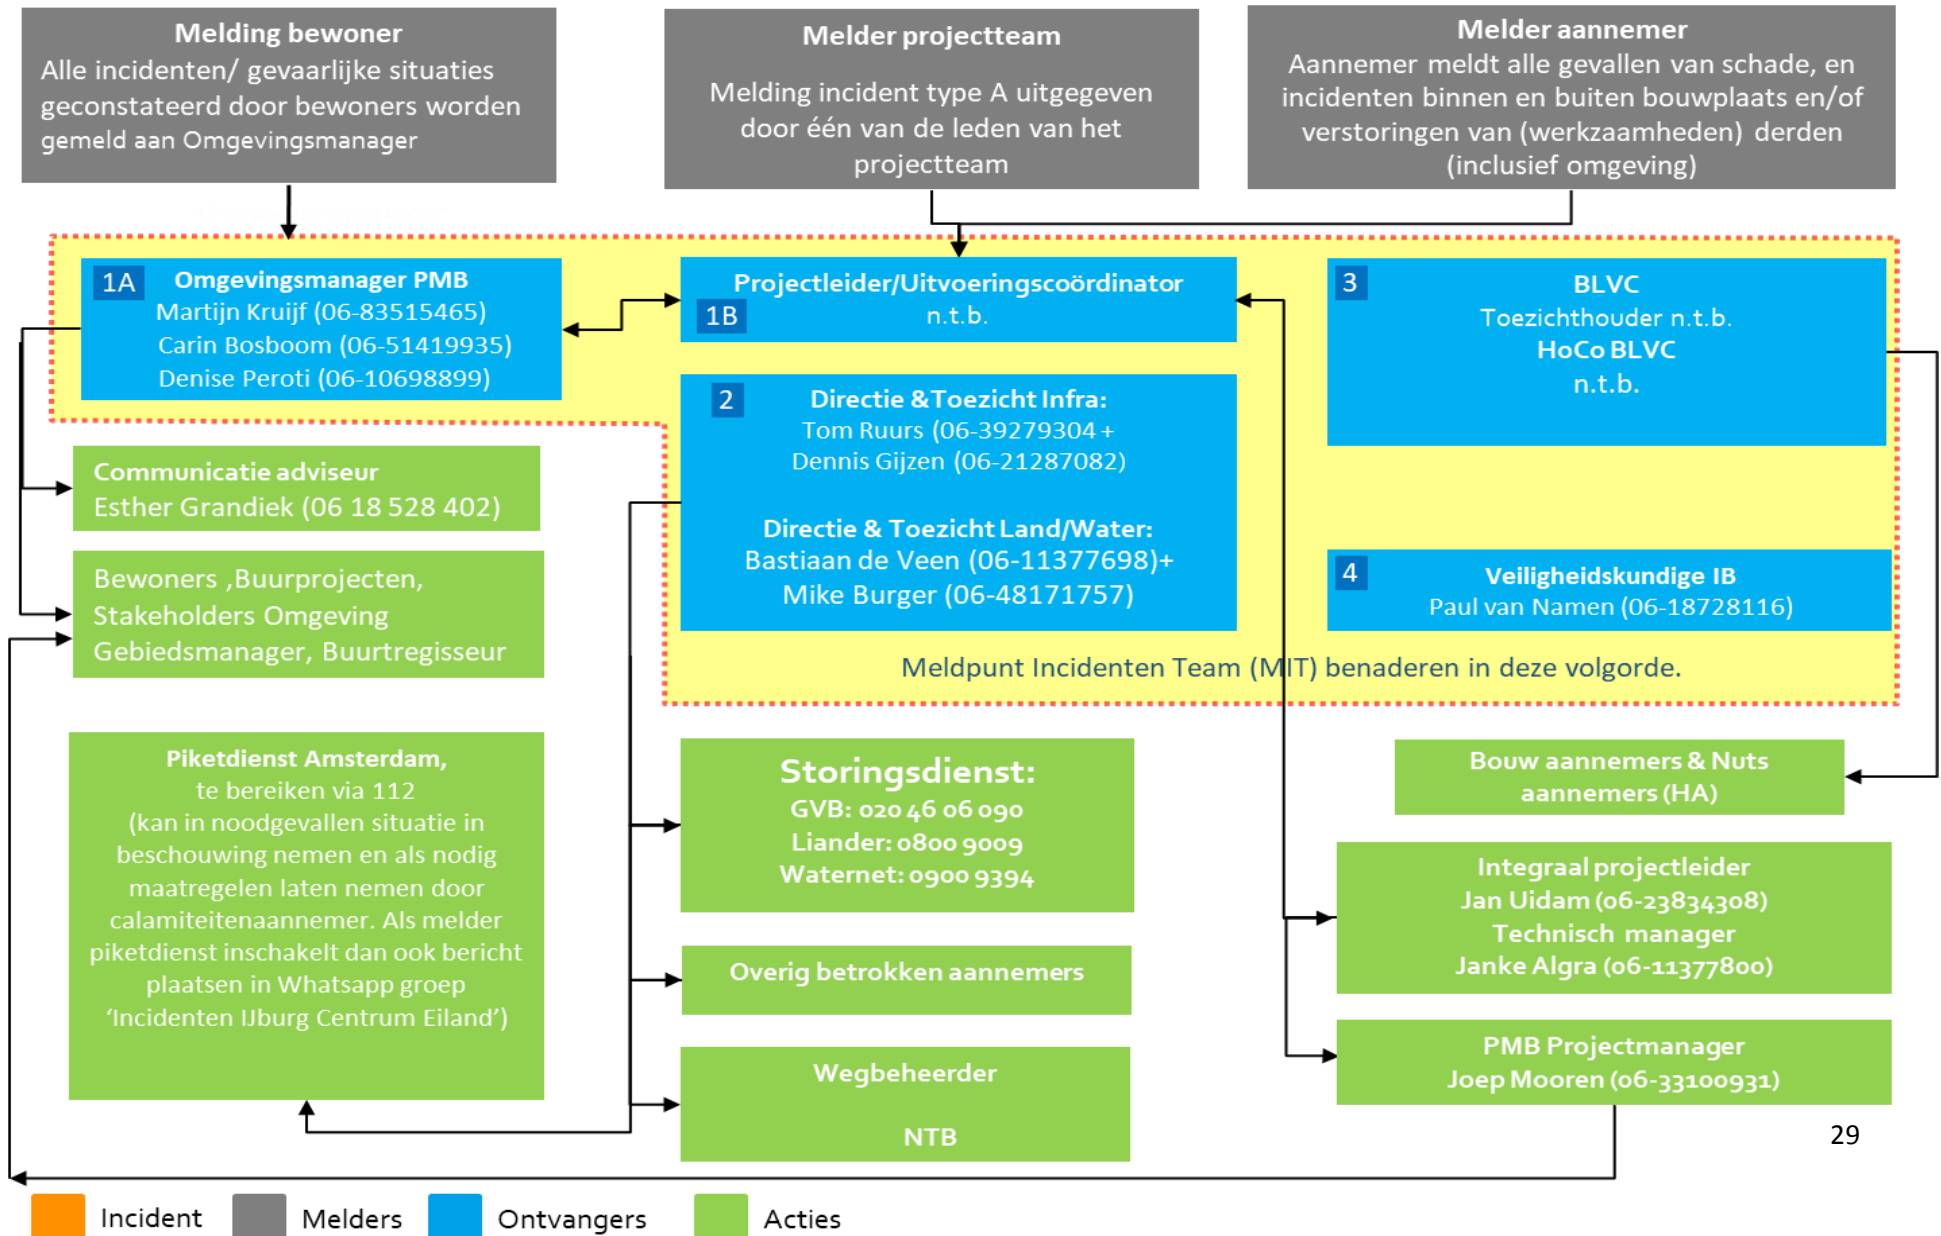 Melding bewoner
Alle incidenten/ gevaarlijke situaties
geconstateerd door bewoners worden
gemeld aan Omgevingsmanager
Melder projectteam
Melding incident type A uitgegeven
door één van de leden van het
projectteam
Melder aannemer
Aannemer meldt alle gevallen van schade, en
incidenten binnen en buiten bouwplaats en/of
verstoringen van (werkzaamheden) derden
(inclusief omgeving)
1A
Omgevingsmanager PMB
Martijn Kruijf (06-83515465)
Carin Bosboom (06-51419935)
Denise Peroti (06-10698899)
Projectleider/Uitvoeringscoördinator
1B
n.t.b.
3
BLVC
Toezichthouder n.t.b.
HoCo BLVC
n.t.b.
2
Directie &Toezicht Infra:
Tom Ruurs (06-39279304 +
Dennis Gijzen (06-21287082)
Directie & Toezicht Land/Water:
Bastiaan de Veen (06-11377698)+
Mike Burger (06-48171757)
4
Veiligheidskundige IB
Paul van Namen (06-18728116)
Meldpunt Incidenten Team (MIT) benaderen in deze volgorde.
Communicatie adviseur
Esther Grandiek (06 18 528 402)
Bewoners ,Buurprojecten,
Stakeholders Omgeving
Gebiedsmanager, Buurtregisseur
Piketdienst Amsterdam,
te bereiken via 112
(kan in noodgevallen situatie in
beschouwing nemen en als nodig
maatregelen laten nemen door
calamiteitenaannemer. Als melder
piketdienst inschakelt dan ook bericht
plaatsen in Whatsapp groep
‘Incidenten IJburg Centrum Eiland’)
Storingsdienst:
GVB: 020 46 06 090
Liander: 0800 9009
Waternet: 0900 9394
Overig betrokken aannemers
Wegbeheerder
NTB
Bouw aannemers & Nuts
aannemers (HA)
Integraal projectleider
Jan Uidam (06-23834308)
Technisch manager
Janke Algra (06-11377800)
PMB Projectmanager
Joep Mooren (06-33100931)
29
Incident
Melders
Ontvangers
Acties